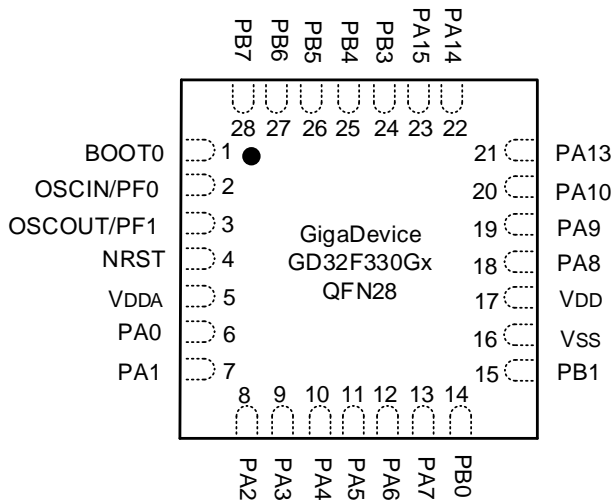 PB7 PB6 PB5 PB4 PB3 PA15 PA14
28 27 26 25 24 23 22
BOOT0 1
OSCIN/PF0 2
OSCOUT/PF1 3
NRST 4
VDDA 5
PA0 6
PA1 7
GigaDevice
GD32F330Gx
QFN28
21 PA13
20 PA10
19 PA9
18 PA8
17 VDD
16 VSS
15 PB1
8 9 10 11 12 13 14
PA2 PA3 PA4 PA5 PA6 PA7 PB0